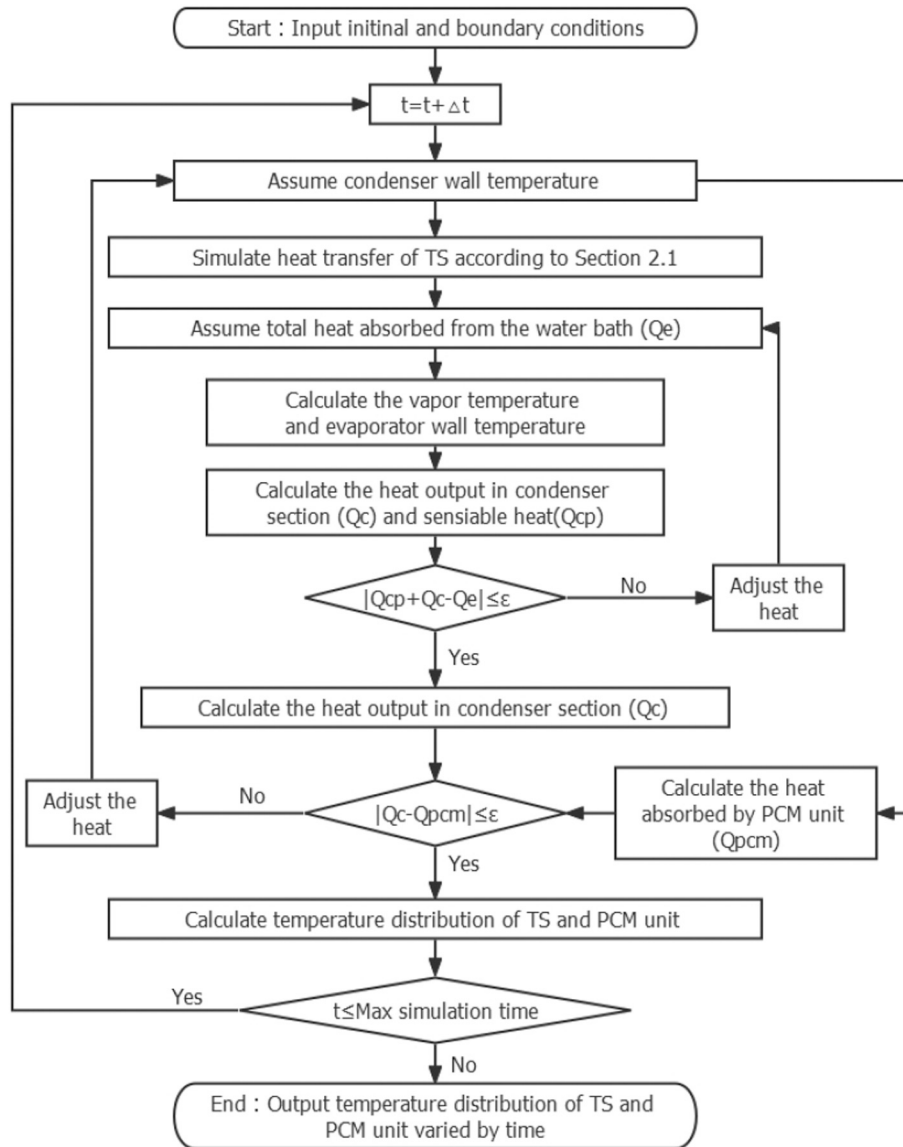 Start : Input initinal and boundary conditions
t=t+△t
Assume condenser wall temperature
Simulate heat transfer of TS according to Section 2.1
Assume total heat absorbed from the water bath (Qe)
Calculate the vapor temperature
and evaporator wall temperature
Calculate the heat output in condenser
section (Qc) and sensiable heat(Qcp)
|Qcp+Qc-Qe|≤ε
No
Adjust the
heat
Yes
Calculate the heat output in condenser section (Qc)
Adjust the
heat
No
|Qc-Qpcm|≤ε
Calculate the heat
absorbed by PCM unit
(Qpcm)
Yes
Calculate temperature distribution of TS and PCM unit
Yes
t≤Max simulation time
No
End : Output temperature distribution of TS and
PCM unit varied by time